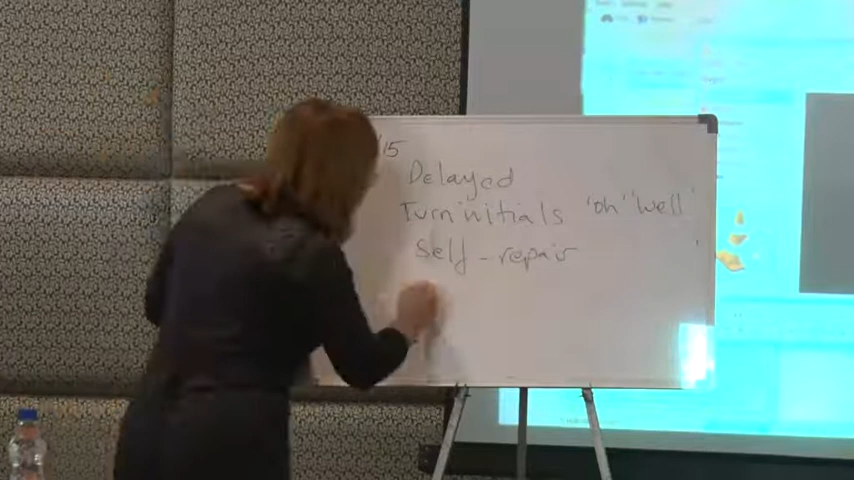 15
Delayed
Turn initials 'oh' 'well'
Self - repair